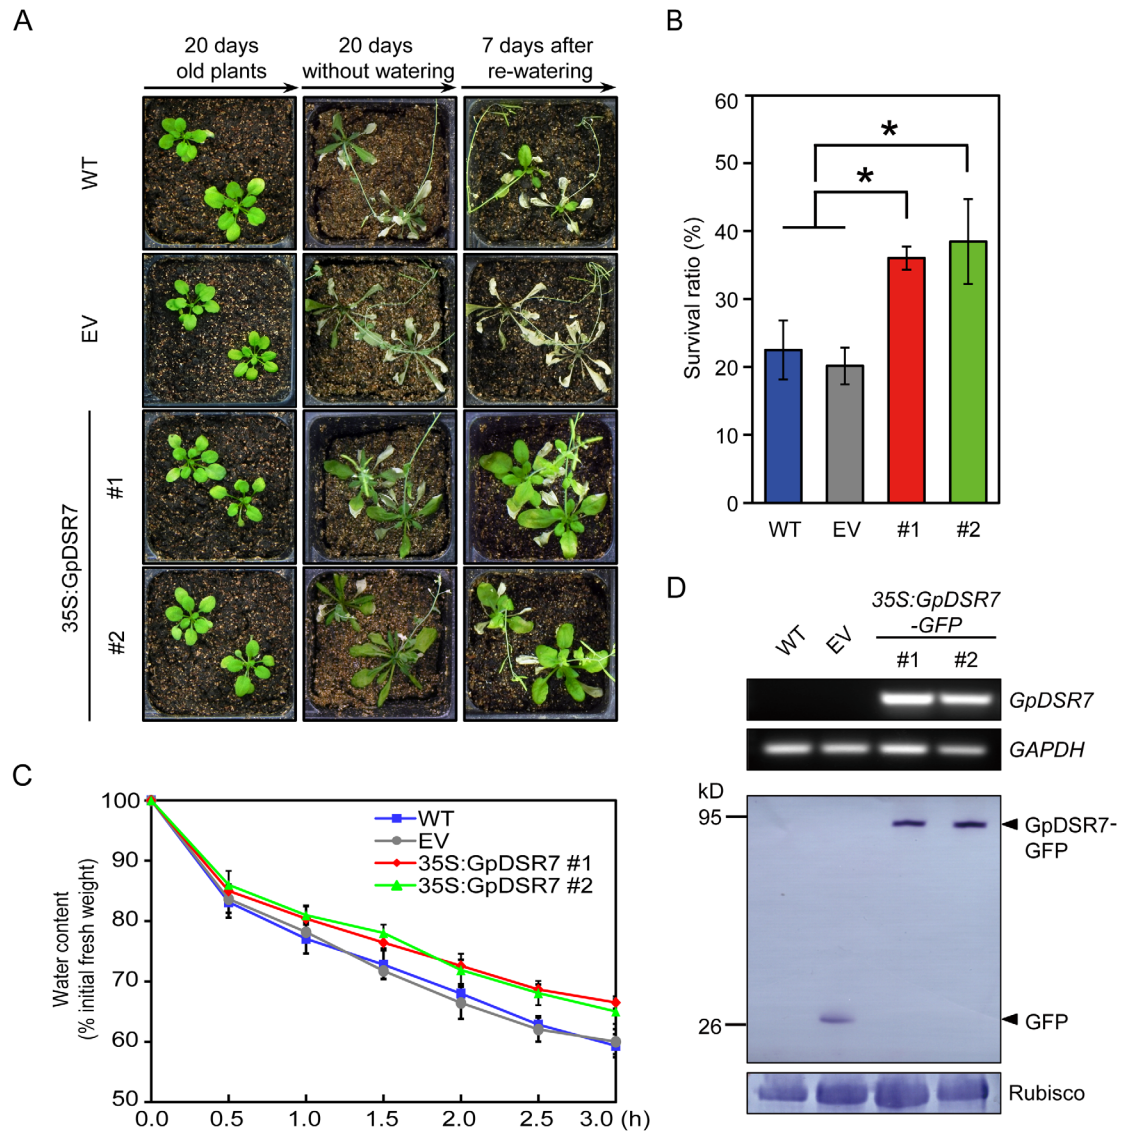 A
20 days
old plants
20 days
without watering
7 days after
re-watering
WT
EV
35S:GpDSR7
#1
#2
B
Survival ratio (%)
60
50
40
30
20
10
0
*
*
WT
EV
#1
#2
C
Water content
(% initial fresh weight)
100
90
80
70
60
50
WT
EV
35S:GpDSR7 #1
35S:GpDSR7 #2
0.0
0.5
1.0
1.5
2.0
2.5
3.0 (h)
D
WT
EV
35S:GpDSR7
-GFP
#1
#2
GpDSR7
GAPDH
kD
95
26
GpDSR7-
GFP
GFP
Rubisco